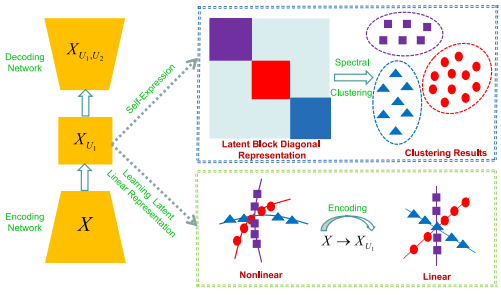 Decoding
Network
X_{U_1,U_2}
X_{U_1}
Encoding
Network
X
Self-Expression
Learning Latent
Linear Representation
Latent Block Diagonal
Representation
Spectral
Clustering
Clustering Results
Nonlinear
Encoding
X → X_{U_1}
Linear